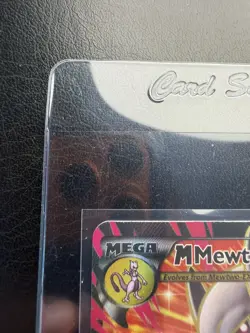 Card S
MEGA
MMewt
Evolves from Mewtwo-